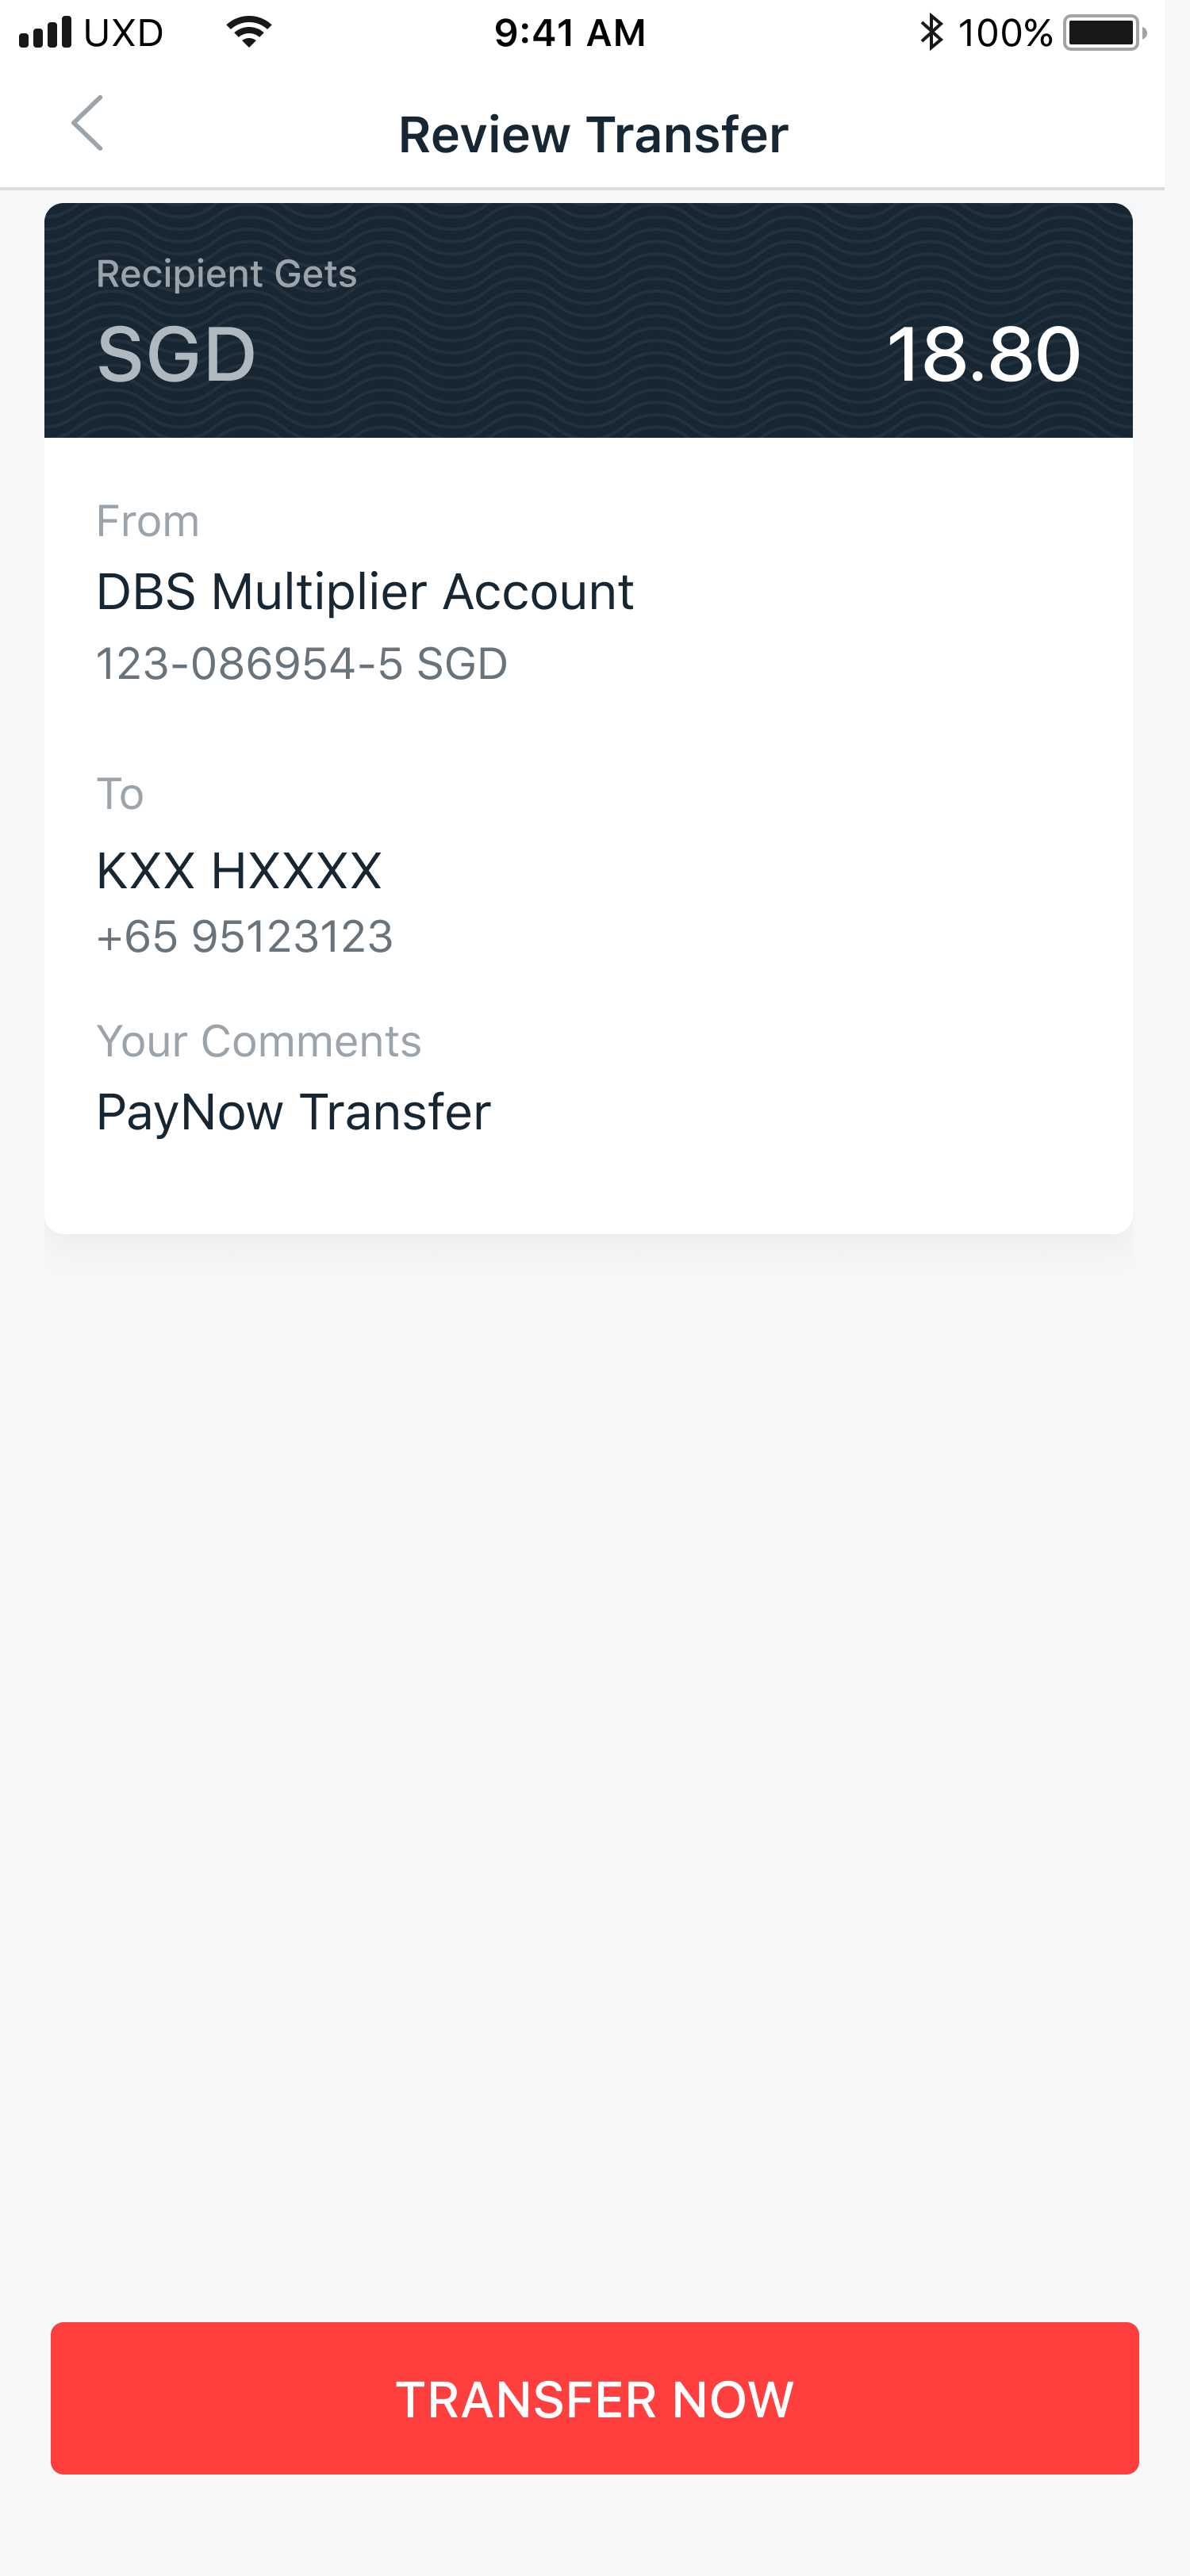 UXD
9:41 AM
100%
Review Transfer
Recipient Gets
SGD 18.80
From
DBS Multiplier Account
123-086954-5 SGD
To
KXX HXXXX
+65 95123123
Your Comments
PayNow Transfer
TRANSFER NOW